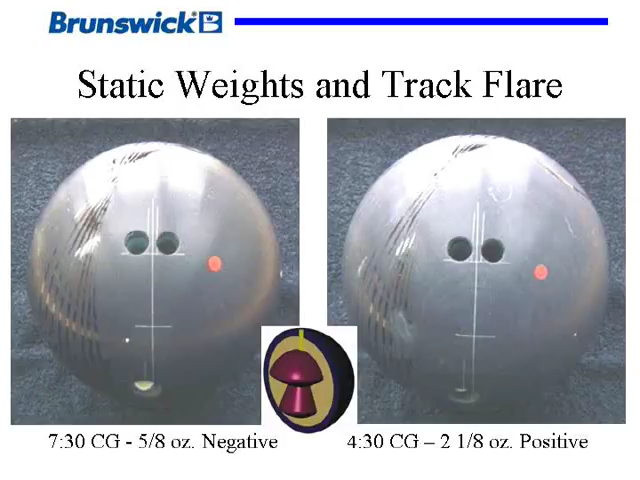 Brunswick
Static Weights and Track Flare
7:30 CG - 5/8 oz. Negative
4:30 CG – 2 1/8 oz. Positive